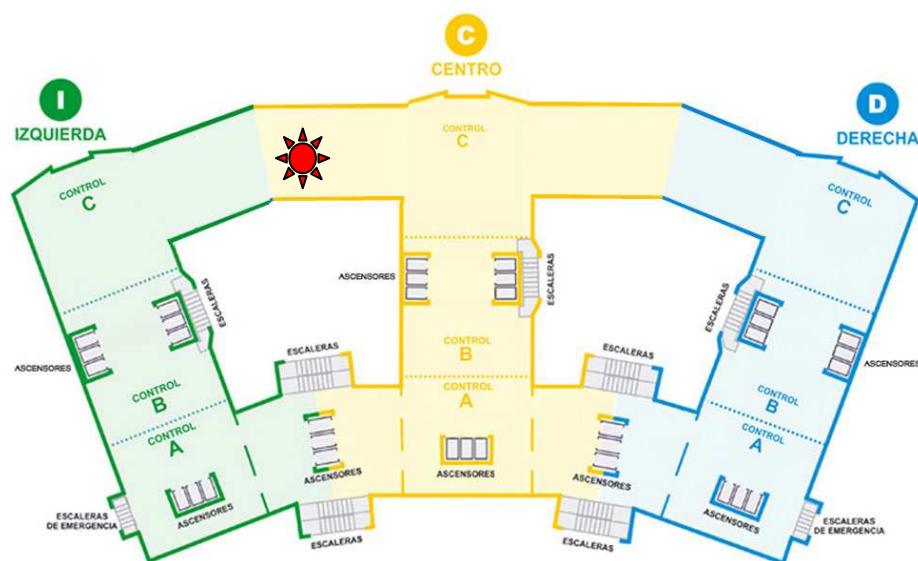 C
CENTRO
I
IZQUIERDA
D
DERECHA
CONTROL
C
CONTROL
C
CONTROL
C
ASCENSORES
ESCALERAS
ESCALERAS
ESCALERAS
ASCENSORES
ASCENSORES
ESCALERAS
ESCALERAS
CONTROL
B
CONTROL
B
CONTROL
B
CONTROL
A
CONTROL
A
CONTROL
A
ASCENSORES
ASCENSORES
ASCENSORES
ASCENSORES
ASCENSORES
ESCALERAS
DE EMERGENCIA
ESCALERAS
DE EMERGENCIA
ESCALERAS
ESCALERAS